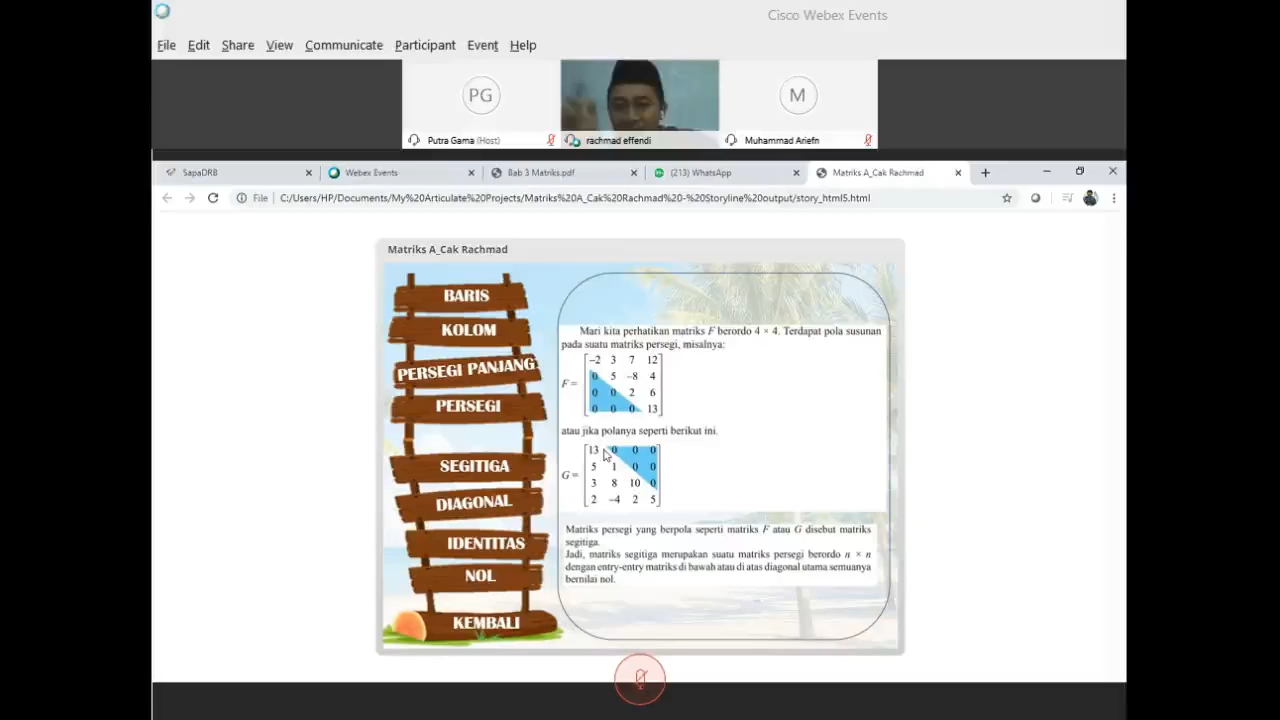 Cisco Webex Events
File Edit Share View Communicate Participant Event Help
PG
M
Putra Gama (Host)
rachmad effendi
Muhammad Ariefn
SapaDRB
Webex Events
Bab 3 Matriks.pdf
(213) WhatsApp
Matriks A_Cak Rachmad
File C:/Users/HP/Documents/My%20Articulate%20Projects/Matriks%20A_Cak%20Rachmad%20-%20Storyline%20output/story_html5.html
Matriks A_Cak Rachmad
BARIS
KOLOM
PERSEGI PANJANG
PERSEGI
SEGITIGA
DIAGONAL
IDENTITAS
NOL
KEMBALI
Mari kita perhatikan matriks F berordo 4 × 4. Terdapat pola susunan
pada suatu matriks persegi, misalnya:
−2 3 7 12
0 5 −8 4
F =
0 0 2 6
0 0 0 13
atau jika polanya seperti berikut ini.
13 0 0 0
5 1 0 0
G =
3 8 10 0
2 −4 2 5
Matriks persegi yang berpola seperti matriks F atau G disebut matriks
segitiga.
Jadi, matriks segitiga merupakan suatu matriks persegi berordo n × n
dengan entry-entry matriks di bawah atau di atas diagonal utama semuanya
bernilai nol.